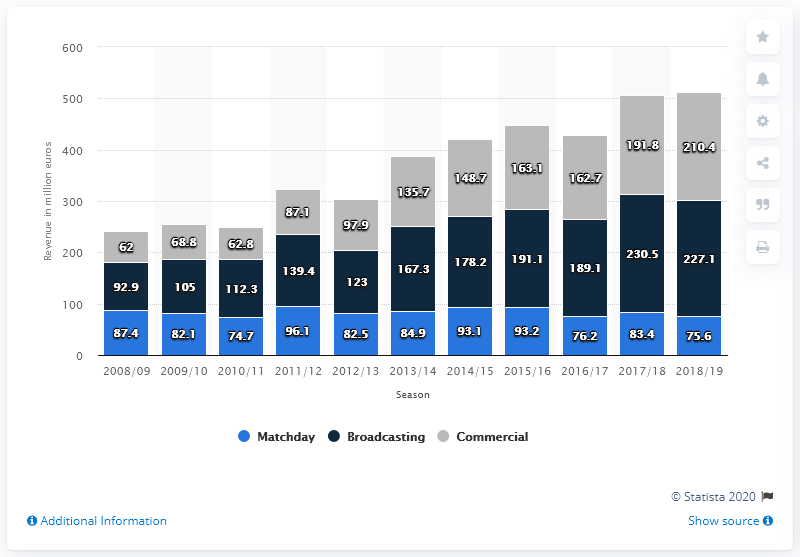 600
500
400
300
200
100
0
Revenue in million euros
62 68.8 62.8 87.1 97.9 135.7 148.7 163.1 162.7 191.8 210.4
92.9 105 112.3 139.4 123 167.3 178.2 191.1 189.1 230.5 227.1
87.4 82.1 74.7 96.1 82.5 84.9 93.1 93.2 76.2 83.4 75.6
2008/09 2009/10 2010/11 2011/12 2012/13 2013/14 2014/15 2015/16 2016/17 2017/18 2018/19
Season
Matchday Broadcasting Commercial
© Statista 2020
Additional Information
Show source